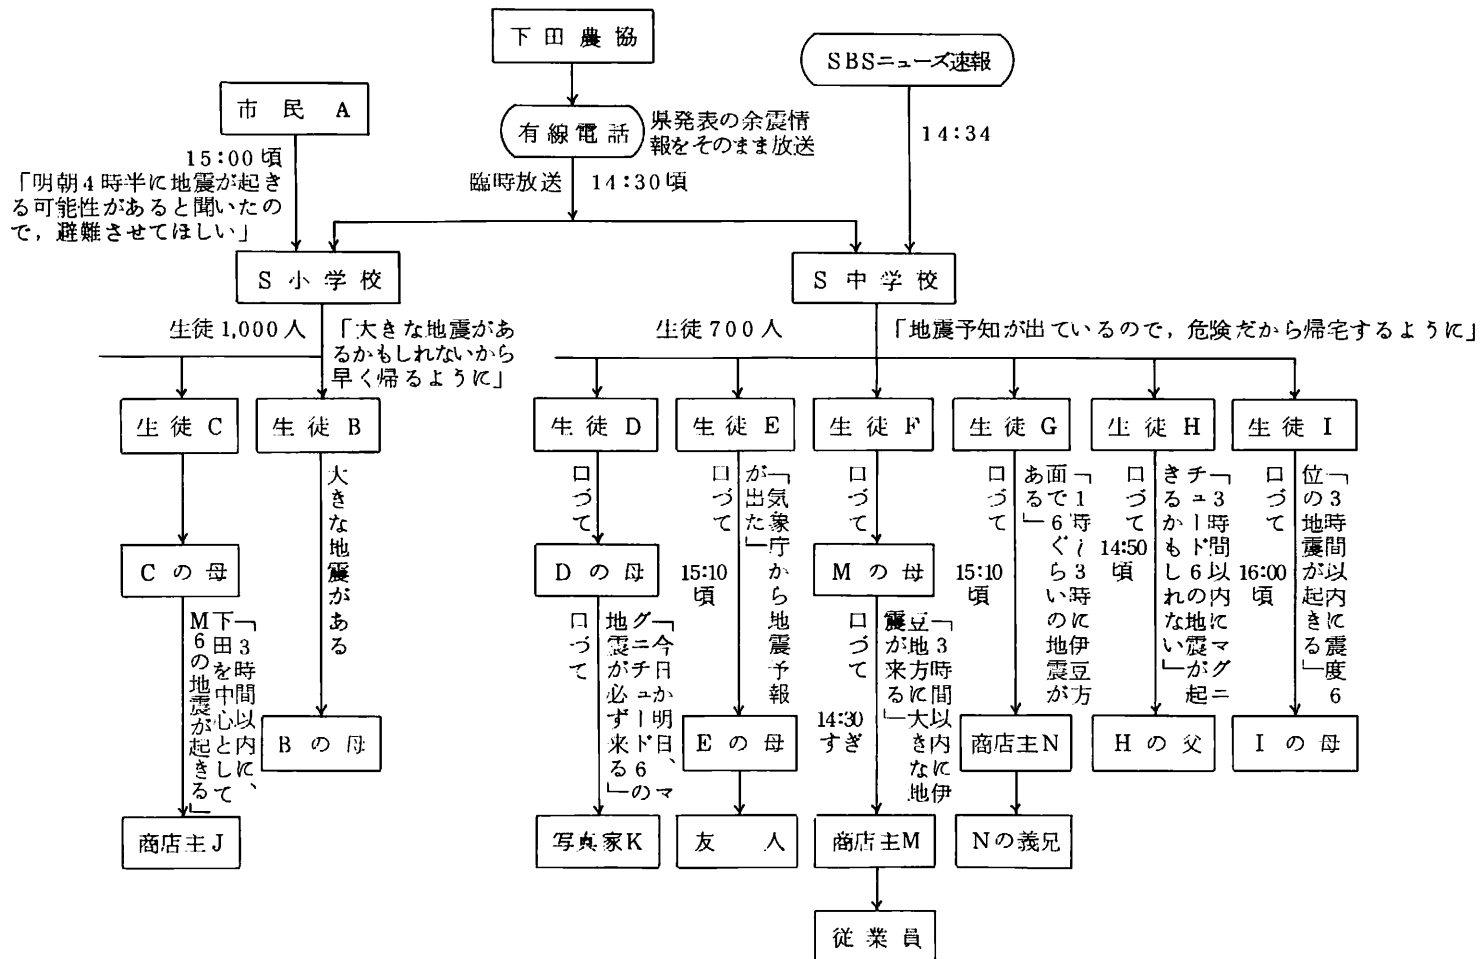 下田農協
SBSニューズ速報
市民 A
有線電話
県発表の余震情
報をそのまま放送
14:34
15:00頃
「明朝4時半に地震が起き
る可能性があると聞いたの
で，避難させてほしい」
臨時放送 14:30頃
S小学校
S中学校
生徒1,000人
「大きな地震があ
るかもしれないから
早く帰るように」
生徒700人
「地震予知が出ているので，危険だから帰宅するように」
生徒C
生徒B
生徒D
生徒E
生徒F
生徒G
生徒H
生徒I
大きな地震がある
口づて
口づて
「気象庁から地震予報
が出た」
15:10
頃
口づて
口づて
「1時～3時に伊豆方
面で6ぐらいの地震が
ある」
15:10
頃
口づて
「3時間以内にマグニ
チュード6の地震が起
きるかもしれない」
14:50
頃
口づて
「3時間以内に震度6
位の地震が起きる」
16:00
頃
Cの母
Dの母
Mの母
「3時間以内に、
下田を中心として
M6の地震が起きる」
口づて
「今日か明日、マ
グニチュード6の
地震が必ず来る」
口づて
「3時間以内に伊
豆地方に大きな地
震が来る」
14:30
すぎ
Bの母
Eの母
商店主N
Hの父
Iの母
商店主J
写真家K
友人
商店主M
Nの義兄
従業員